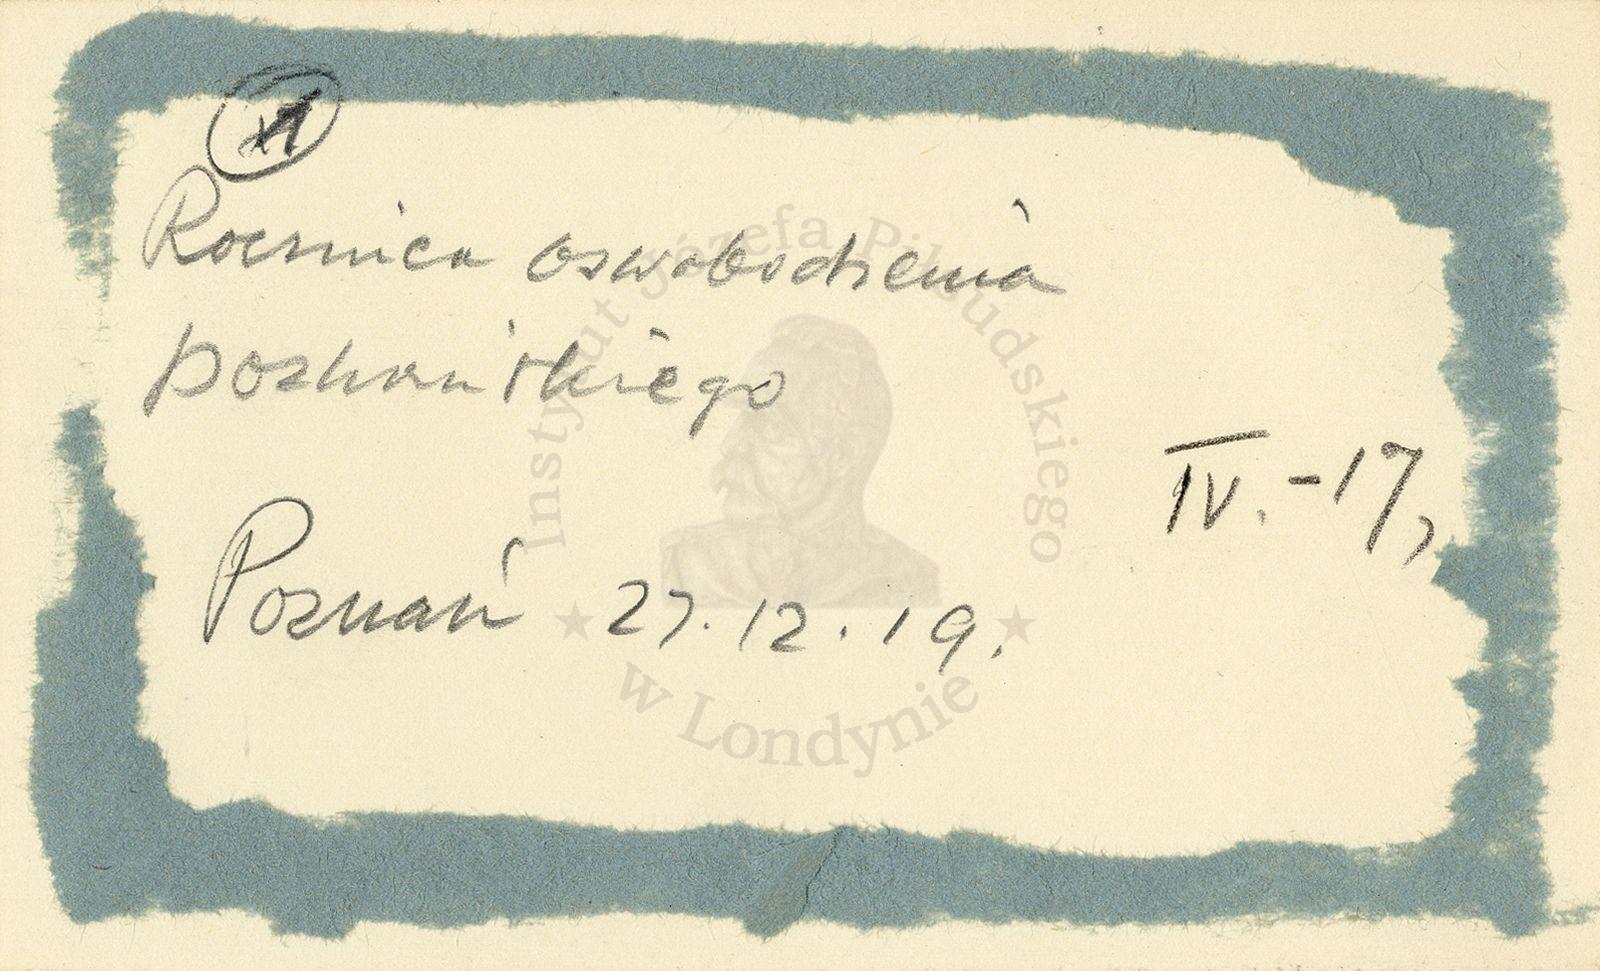 Rocznica oswobodzenia
poznańskiego
IV.-17,
Poznań 27.12.19.
Instytut Józefa Piłsudskiego
w Londynie